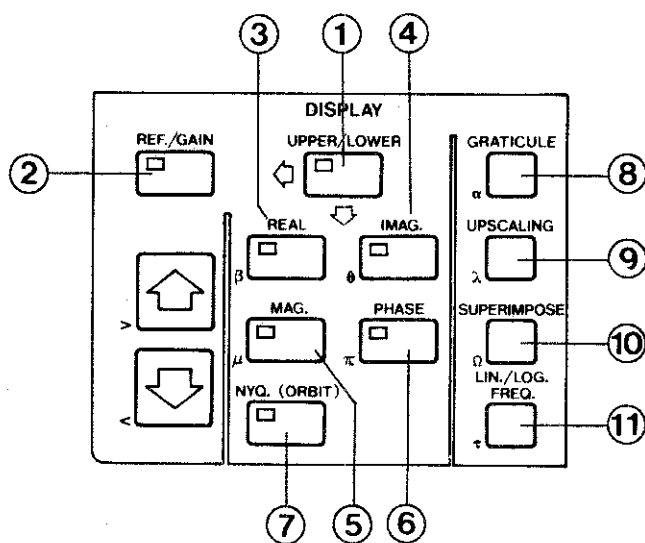 ③ ① ④
DISPLAY
REF./GAIN UPPER/LOWER GRATICULE
② α ⑧
REAL IMAG. UPSCALING
β θ λ ⑨
MAG. PHASE SUPERIMPOSE
> μ π Ω ⑩
NYQ. (ORBIT) LIN./LOG.
FREQ.
< τ ⑪
⑦ ⑤ ⑥